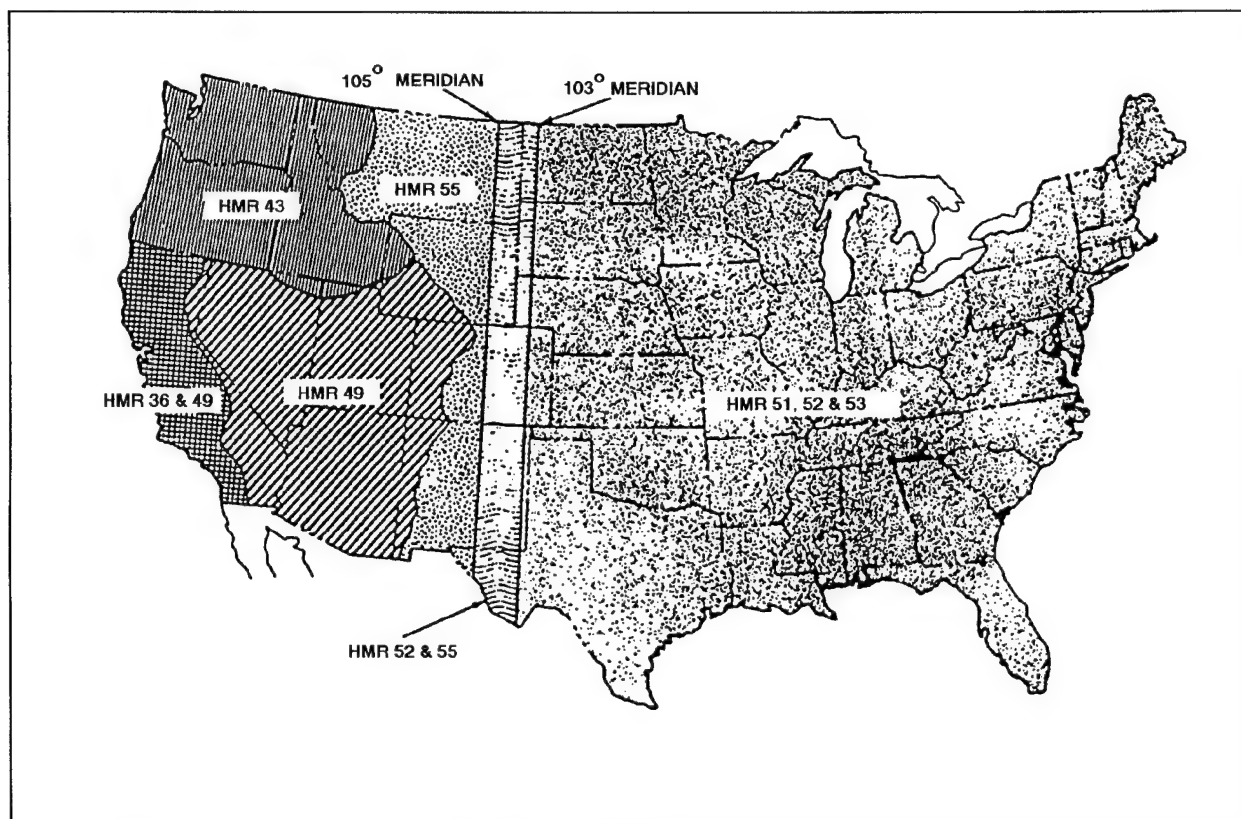 105° MERIDIAN
103° MERIDIAN
HMR 55
HMR 43
HMR 36 & 49
HMR 49
HMR 51, 52 & 53
HMR 52 & 55